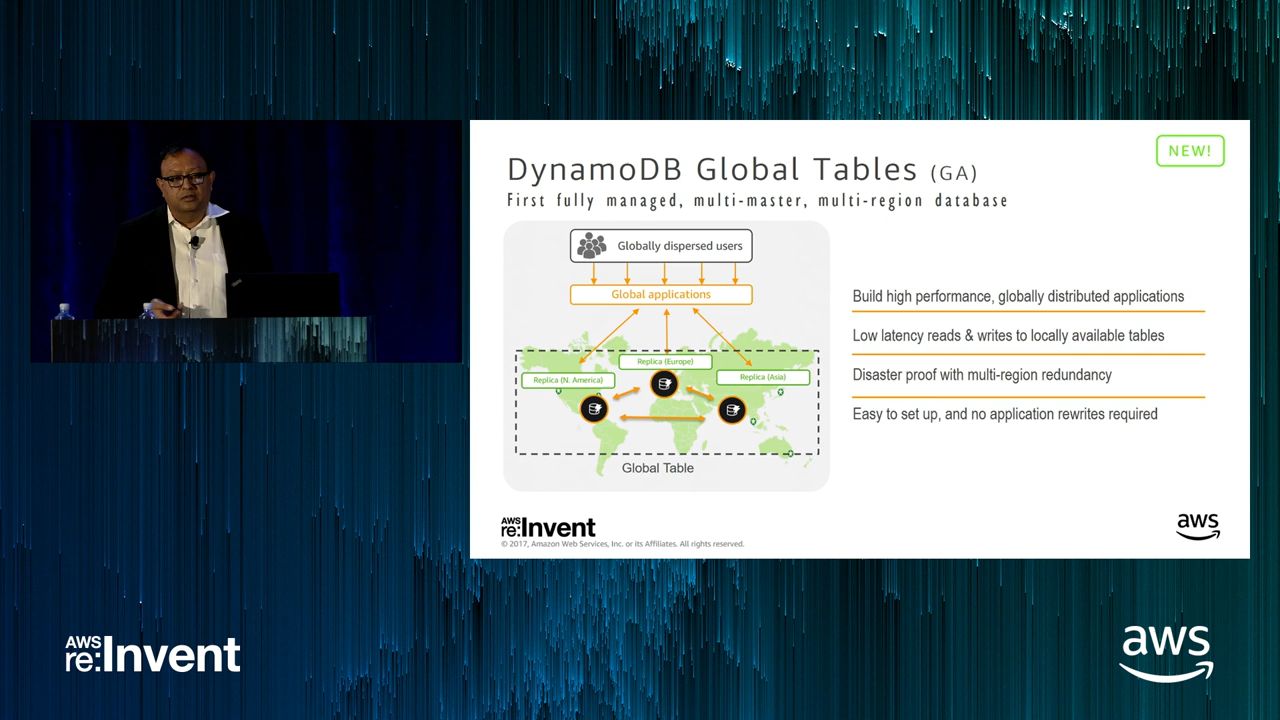 NEW!
DynamoDB Global Tables (GA)
First fully managed, multi-master, multi-region database
Globally dispersed users
Global applications
Replica (N. America)
Replica (Europe)
Replica (Asia)
Global Table
Build high performance, globally distributed applications
Low latency reads & writes to locally available tables
Disaster proof with multi-region redundancy
Easy to set up, and no application rewrites required
AWS
re:Invent
© 2017, Amazon Web Services, Inc. or its Affiliates. All rights reserved.
aws
AWS
re:Invent
aws